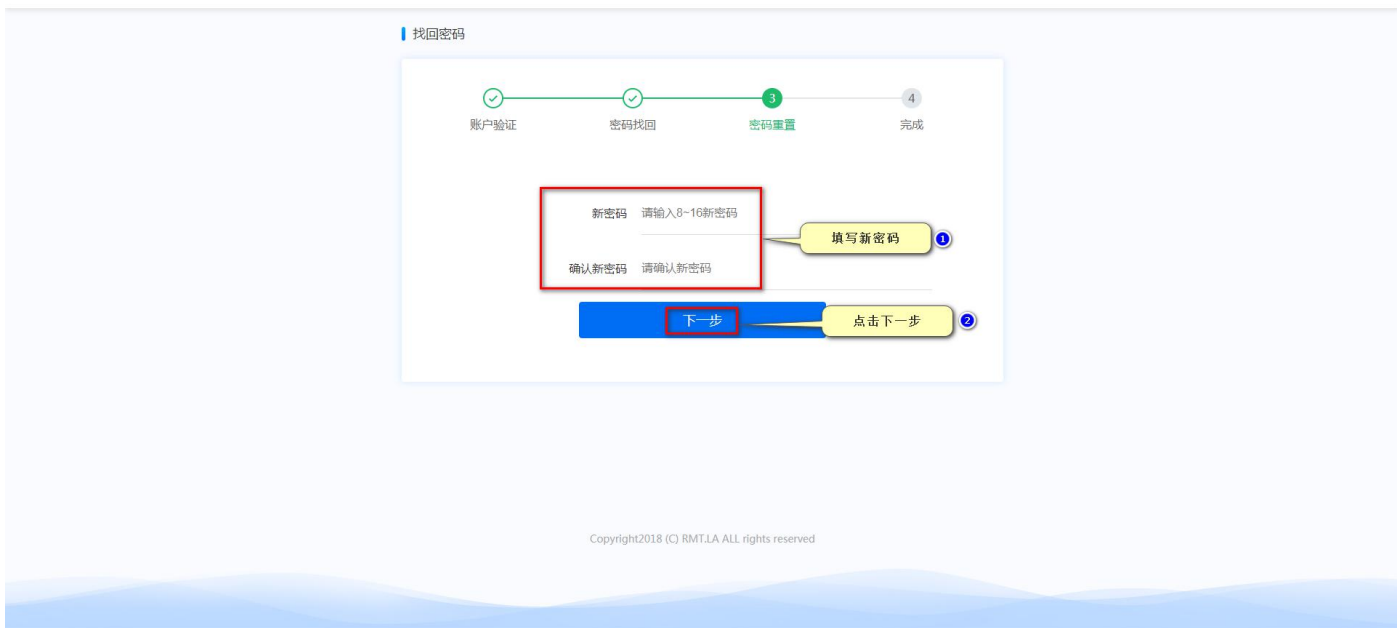 找回密码
3
4
账户验证
密码找回
密码重置
完成
新密码
请输入8~16新密码
填写新密码
1
确认新密码
请确认新密码
下一步
点击下一步
2
Copyright2018 (C) RMT.LA ALL rights reserved